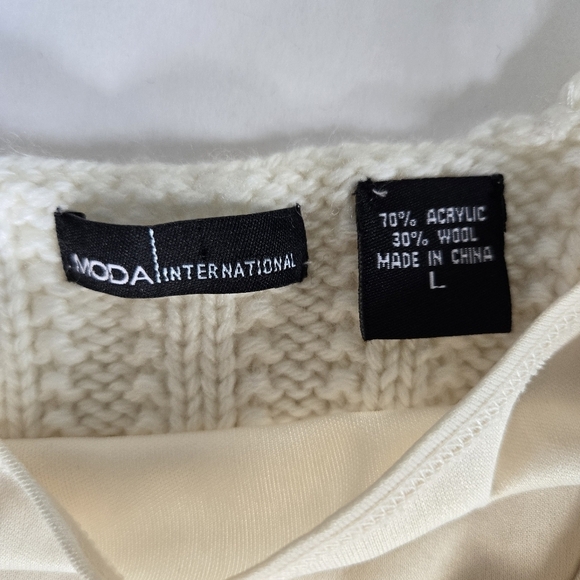 MODA INTERNATIONAL
70% ACRYLIC
30% WOOL
MADE IN CHINA
L